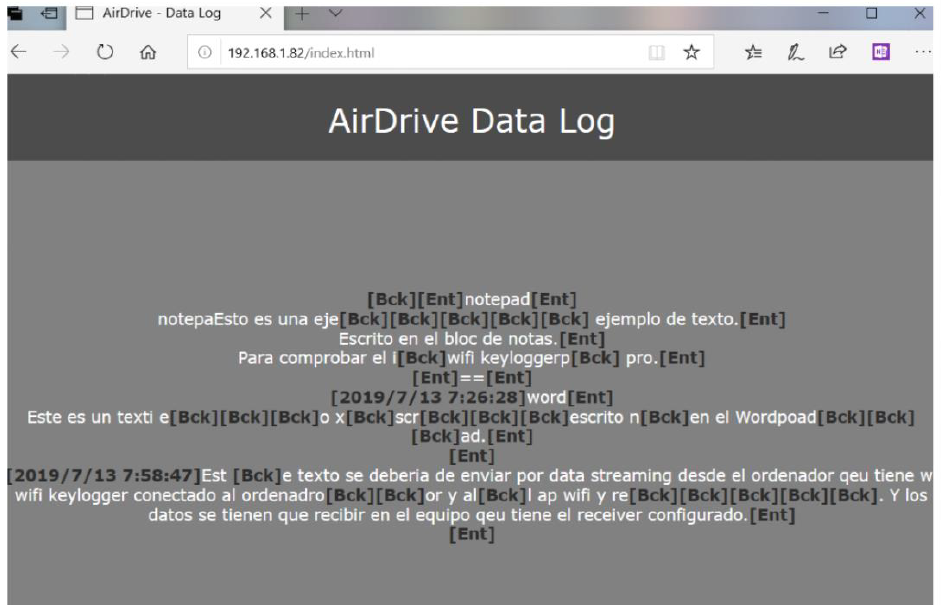 AirDrive - Data Log
192.168.1.82/index.html
AirDrive Data Log
[Bck][Ent]notepad[Ent]
notepaEsto es una eje[Bck][Bck][Bck][Bck][Bck] ejemplo de texto.[Ent]
Escrito en el bloc de notas.[Ent]
Para comprobar el i[Bck]wifi keyloggerp[Bck] pro.[Ent]
[Ent]==[Ent]
[2019/7/13 7:26:28]word[Ent]
Este es un texti e[Bck][Bck][Bck]o x[Bck]scr[Bck][Bck][Bck]escrito n[Bck]en el Wordpoad[Bck][Bck]
[Bck]ad.[Ent]
[Ent]
[2019/7/13 7:58:47]Est [Bck]e texto se deberia de enviar por data streaming desde el ordenador qeu tiene w
wifi keylogger conectado al ordenadro[Bck][Bck]or y al[Bck]l ap wifi y re[Bck][Bck][Bck][Bck][Bck]. Y los
datos se tienen que recibir en el equipo qeu tiene el receiver configurado.[Ent]
[Ent]